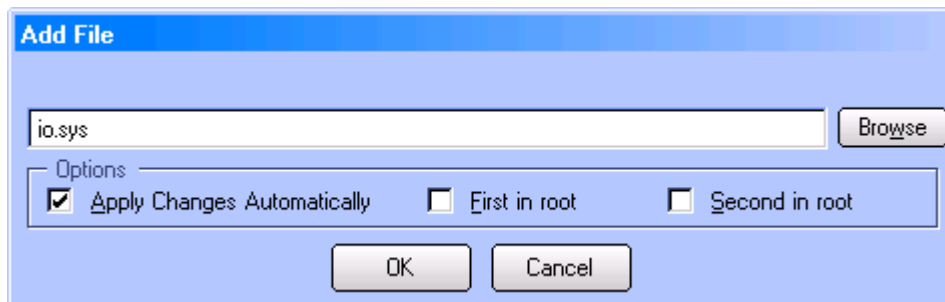 Add File
io.sys
Browse
Options
Apply Changes Automatically First in root Second in root
OK Cancel